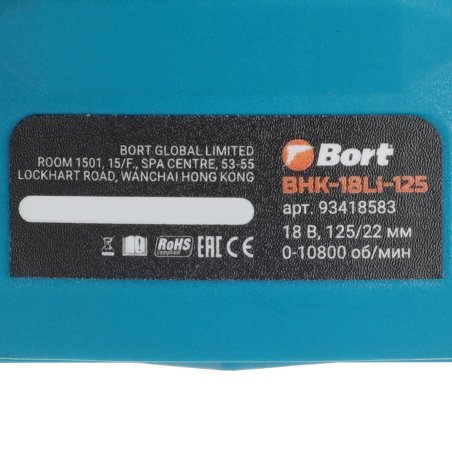 BORT GLOBAL LIMITED
ROOM 1501, 15/F., SPA CENTRE, 53-55
LOCKHART ROAD, WANCHAI HONG KONG
RoHS
compliant
EAC CE
Bort
BHK-18Li-125
арт. 93418583
18 В, 125/22 мм
0-10800 об/мин